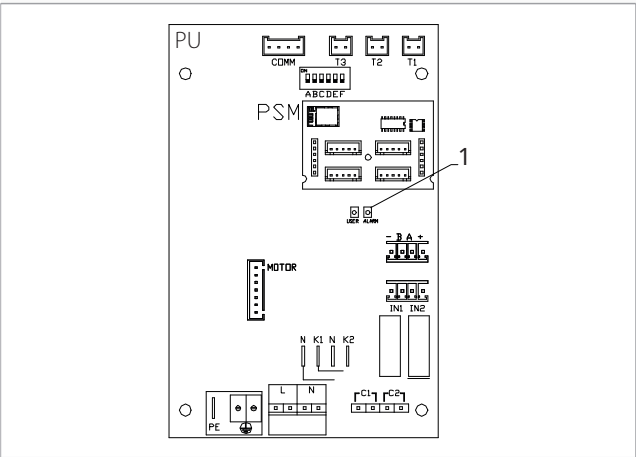 PU
COMM T3 T2 T1
ON
ABCDEF
PSM
1
USER ALARM
- B A +
MOTOR
IN1 IN2
N K1 N K2
L N
C1 C2
PE